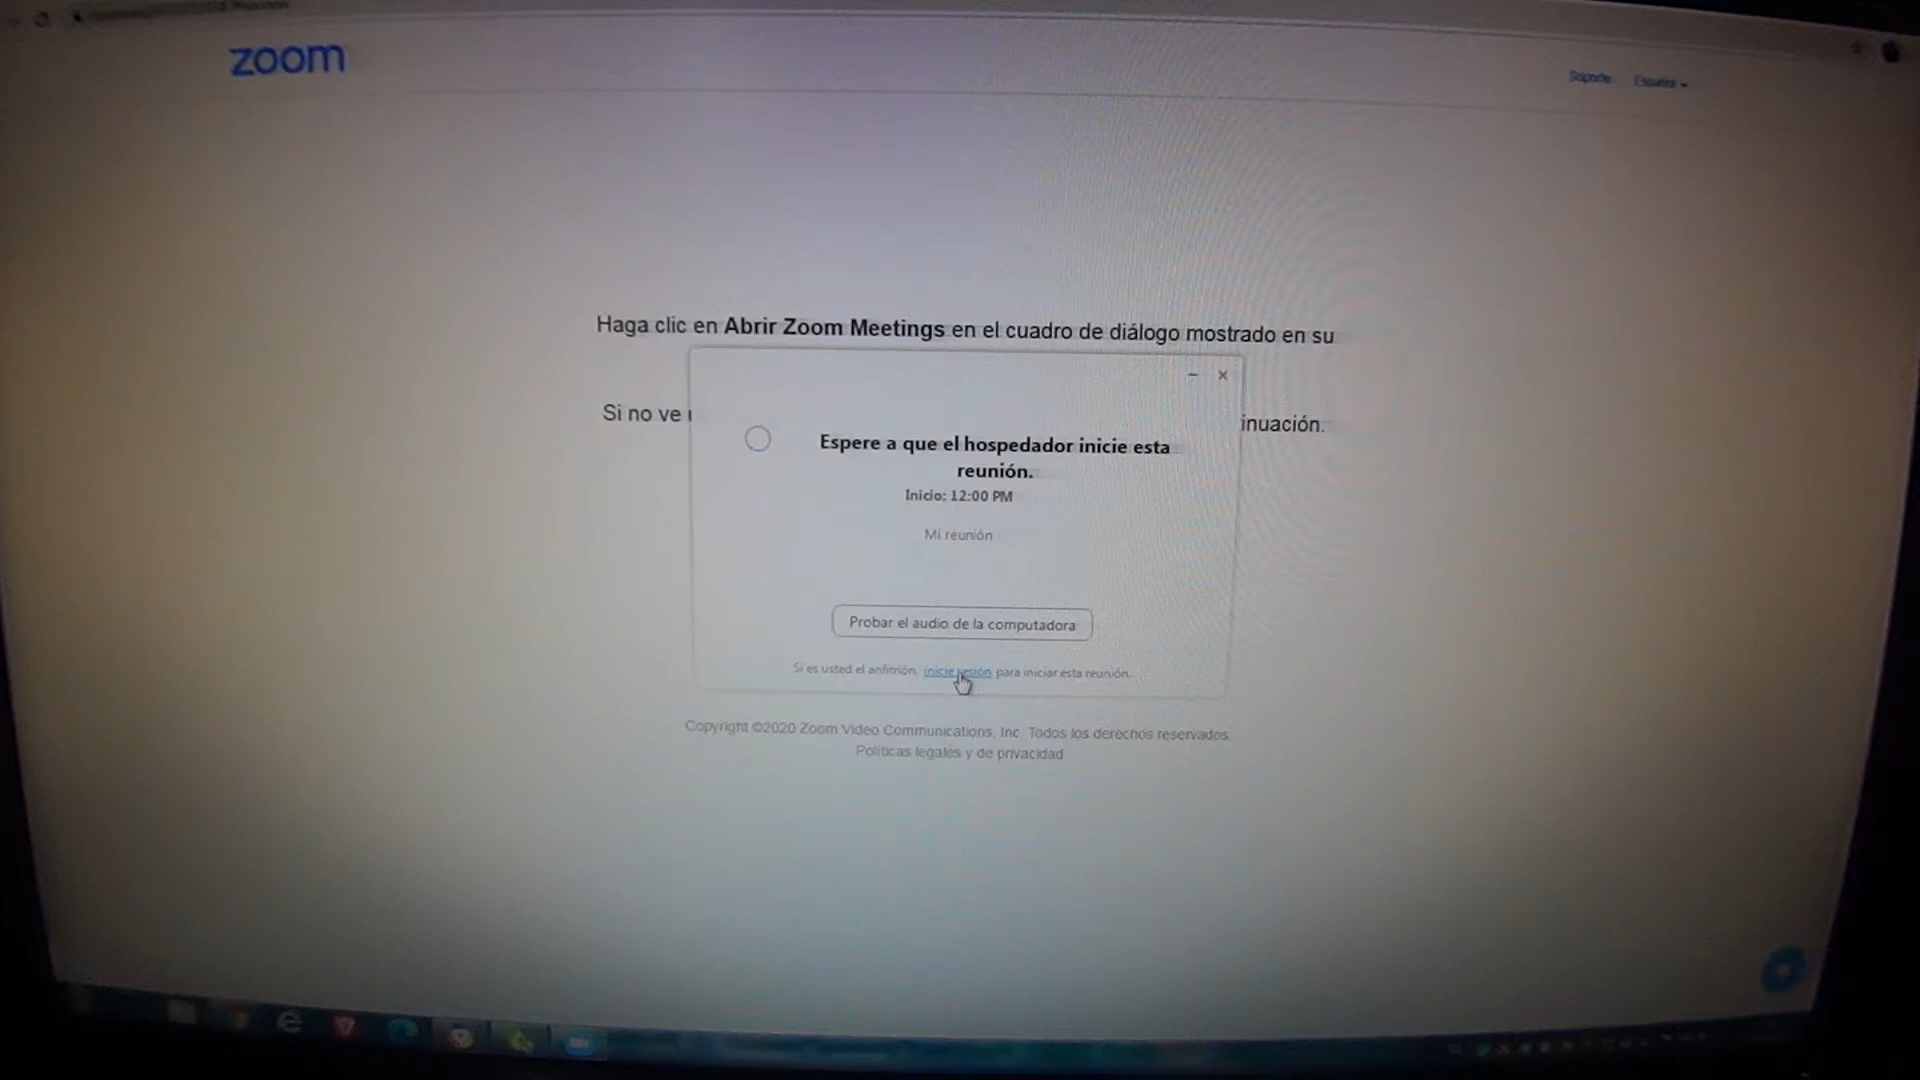 zoom
Soporte Español
Haga clic en Abrir Zoom Meetings en el cuadro de diálogo mostrado en su
Si no ve
inuación.
Espere a que el hospedador inicie esta
reunión.
Inicio: 12:00 PM
Mi reunión
Probar el audio de la computadora
Si es usted el anfitrión, inicie sesión para iniciar esta reunión.
Copyright ©2020 Zoom Video Communications, Inc. Todos los derechos reservados.
Políticas legales y de privacidad